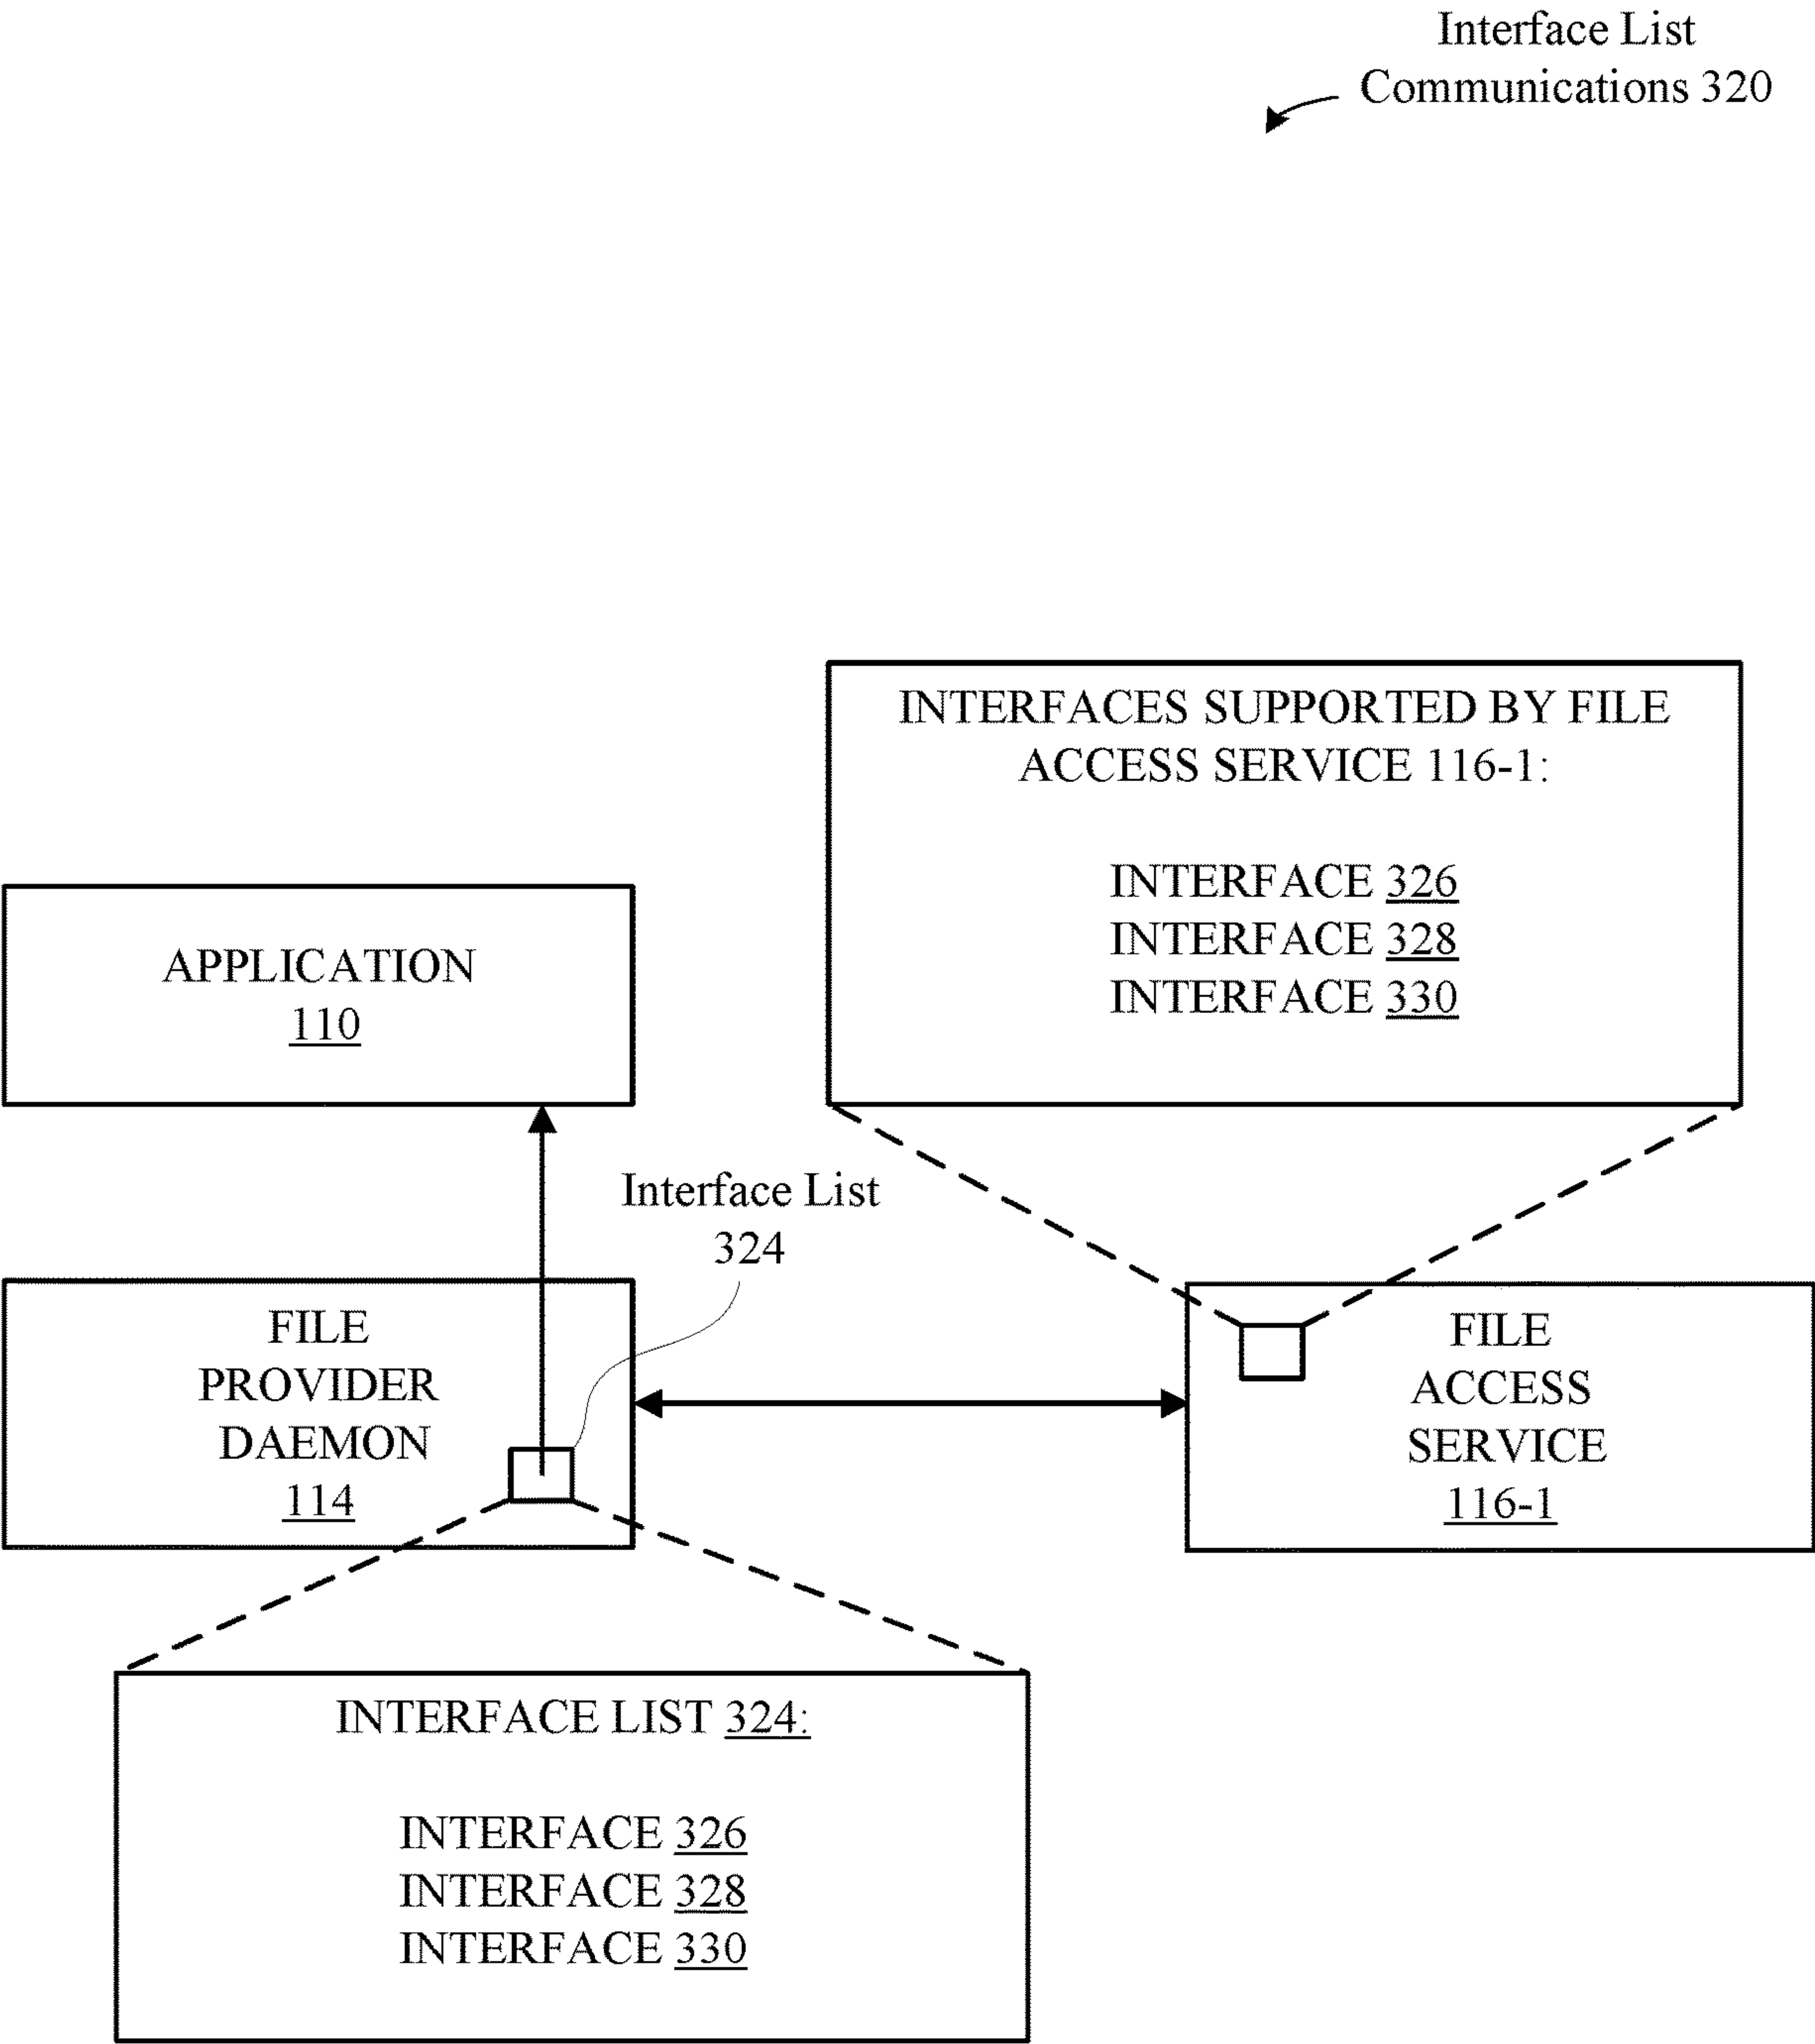 Interface List
Communications 320
INTERFACES SUPPORTED BY FILE
ACCESS SERVICE 116-1:
INTERFACE 326
INTERFACE 328
INTERFACE 330
APPLICATION
110
Interface List
324
FILE
PROVIDER
DAEMON
114
FILE
ACCESS
SERVICE
116-1
INTERFACE LIST 324:
INTERFACE 326
INTERFACE 328
INTERFACE 330